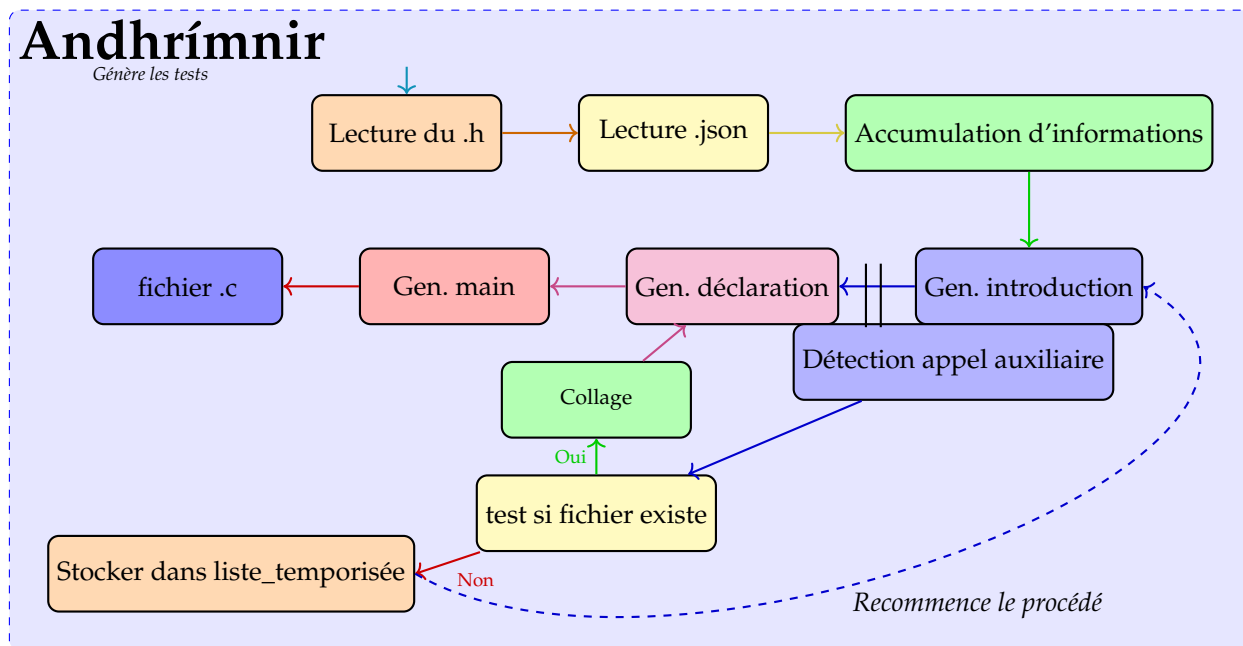 Andhrímnir
Génère les tests
Lecture du .h
Lecture .json
Accumulation d'informations
fichier .c
Gen. main
Gen. déclaration
Gen. introduction
Détection appel auxiliaire
Collage
Oui
test si fichier existe
Stocker dans liste_temporisée
Non
Recommence le procédé